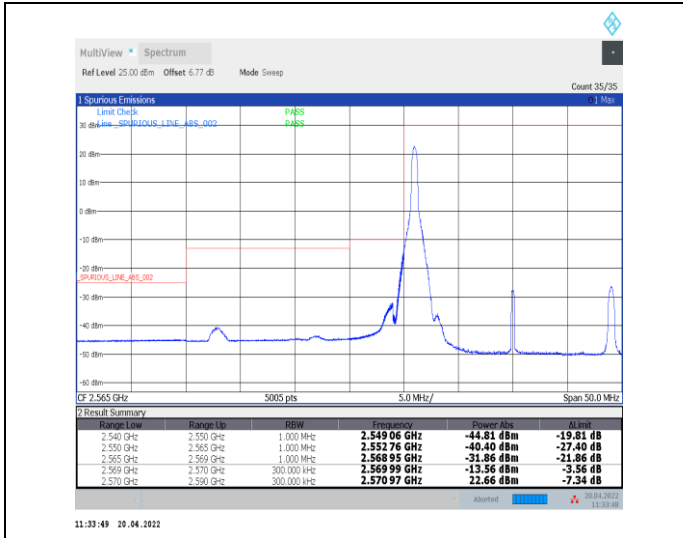 MultiView Spectrum
Ref Level 25.00 dBm Offset 6.77 dB Mode Sweep
Count 35/35
1 Spurious Emissions 1 Max
Limit Check PASS
30 dBm Line _SPURIOUS_LINE_ABS_002 PASS
20 dBm
10 dBm
0 dBm
-10 dBm
-20 dBm
_SPURIOUS_LINE_ABS_002
-30 dBm
-40 dBm
-50 dBm
-60 dBm
CF 2.565 GHz 5005 pts 5.0 MHz/ Span 50.0 MHz
2 Result Summary
Range Low Range Up RBW Frequency Power Abs ΔLimit
2.540 GHz 2.550 GHz 1.000 MHz 2.549 06 GHz -44.81 dBm -19.81 dB
2.550 GHz 2.565 GHz 1.000 MHz 2.552 76 GHz -40.40 dBm -27.40 dB
2.565 GHz 2.569 GHz 1.000 MHz 2.568 95 GHz -31.86 dBm -21.86 dB
2.569 GHz 2.570 GHz 300.000 kHz 2.569 99 GHz -13.56 dBm -3.56 dB
2.570 GHz 2.590 GHz 300.000 kHz 2.570 97 GHz 22.66 dBm -7.34 dB
Aborted 20.04.2022
11:33:48
11:33:49 20.04.2022